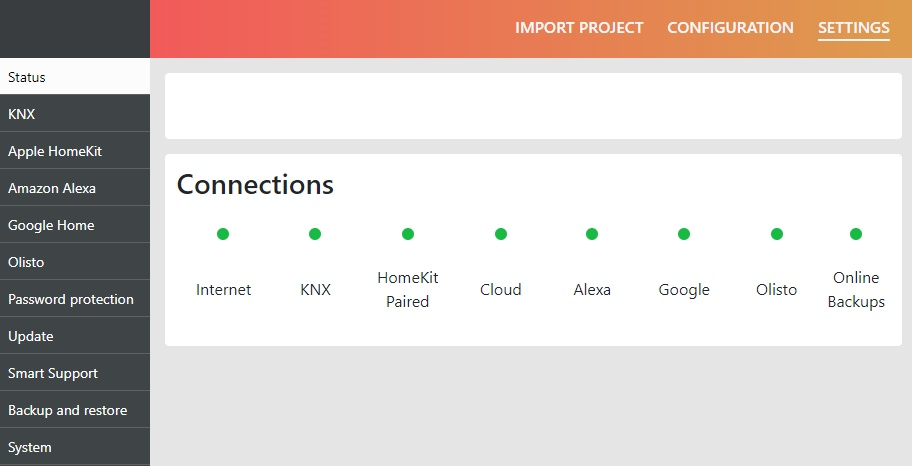 IMPORT PROJECT CONFIGURATION SETTINGS
Status
KNX
Apple HomeKit
Amazon Alexa
Google Home
Olisto
Password protection
Update
Smart Support
Backup and restore
System
Connections
Internet
KNX
HomeKit
Paired
Cloud
Alexa
Google
Olisto
Online
Backups